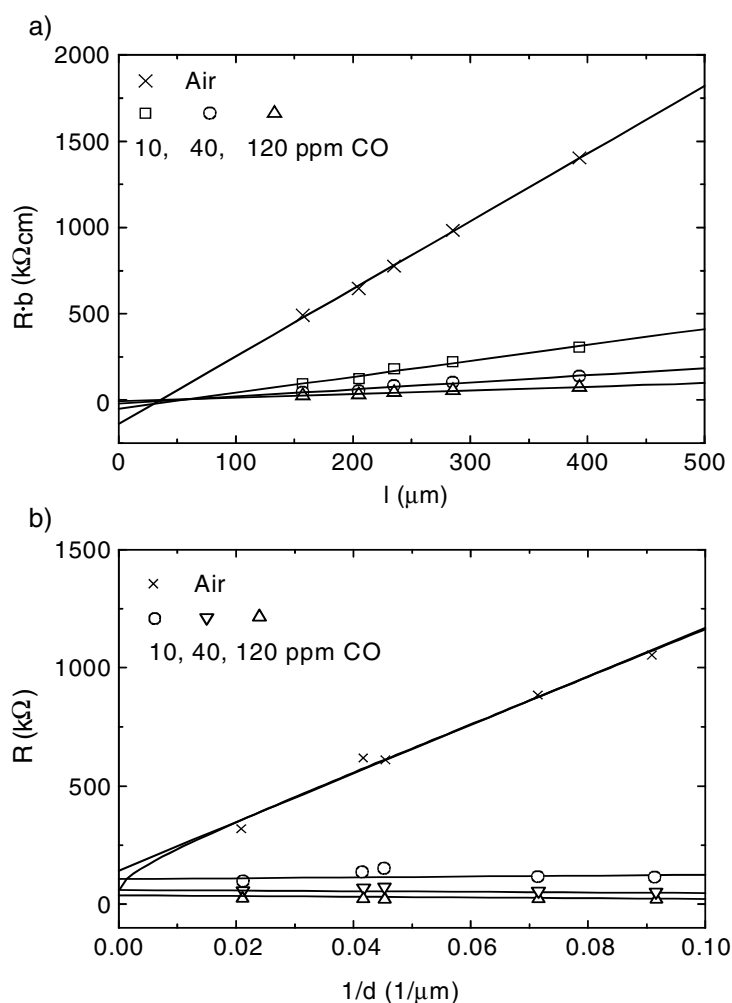 a)
2000
1500
1000
500
0
R·b (kΩcm)
Air
10, 40, 120 ppm CO
0 100 200 300 400 500
l (μm)
b)
1500
1000
500
0
R (kΩ)
Air
10, 40, 120 ppm CO
0.00 0.02 0.04 0.06 0.08 0.10
1/d (1/μm)